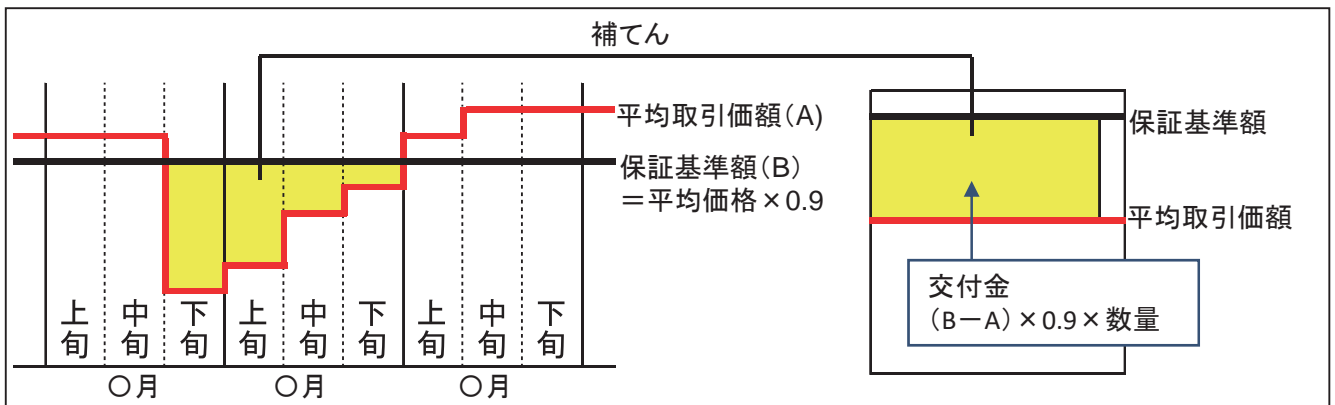 補てん
平均取引価額(A)
保証基準額(B)
=平均価格×0.9
上旬
中旬
下旬
上旬
中旬
下旬
上旬
中旬
下旬
〇月
〇月
〇月
保証基準額
平均取引価額
交付金
(B-A)×0.9×数量